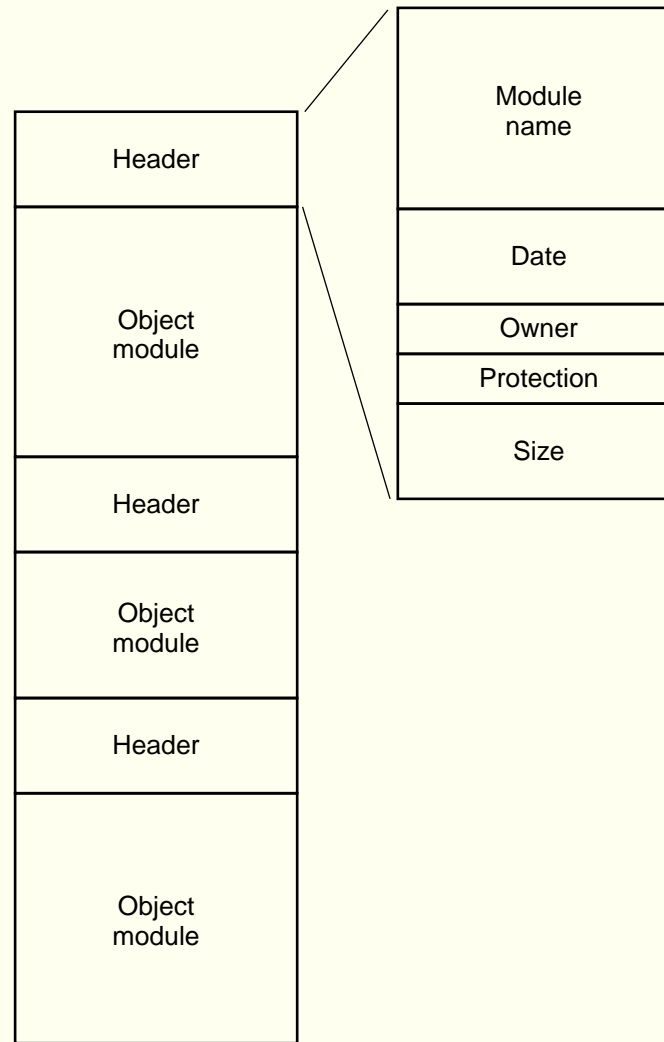 Header
Object
module
Header
Object
module
Header
Object
module
Module
name
Date
Owner
Protection
Size